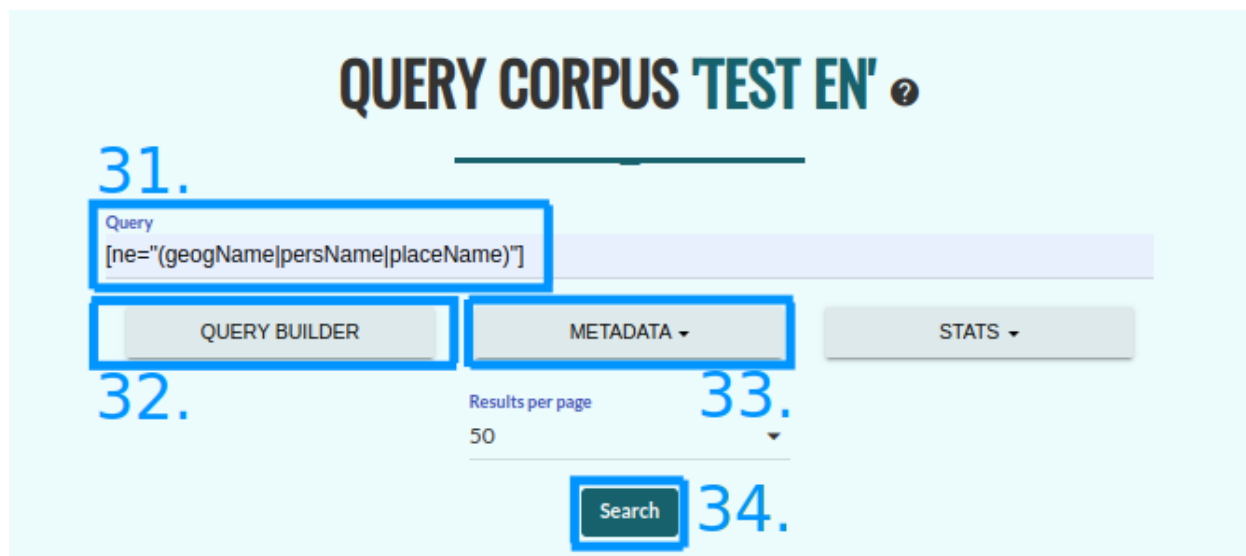 QUERY CORPUS 'TEST EN' ?
31.
Query
[ne="(geogName|persName|placeName)"]
QUERY BUILDER METADATA STATS
32. 33.
Results per page
50
Search 34.